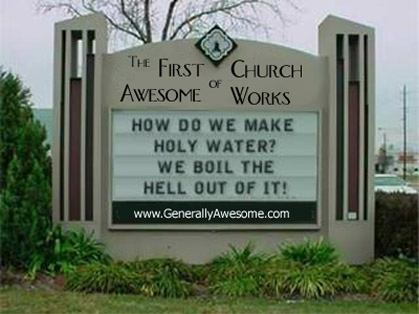 THE FIRST CHURCH
OF
AWESOME WORKS
HOW DO WE MAKE
HOLY WATER?
WE BOIL THE
HELL OUT OF IT!
www.GenerallyAwesome.com